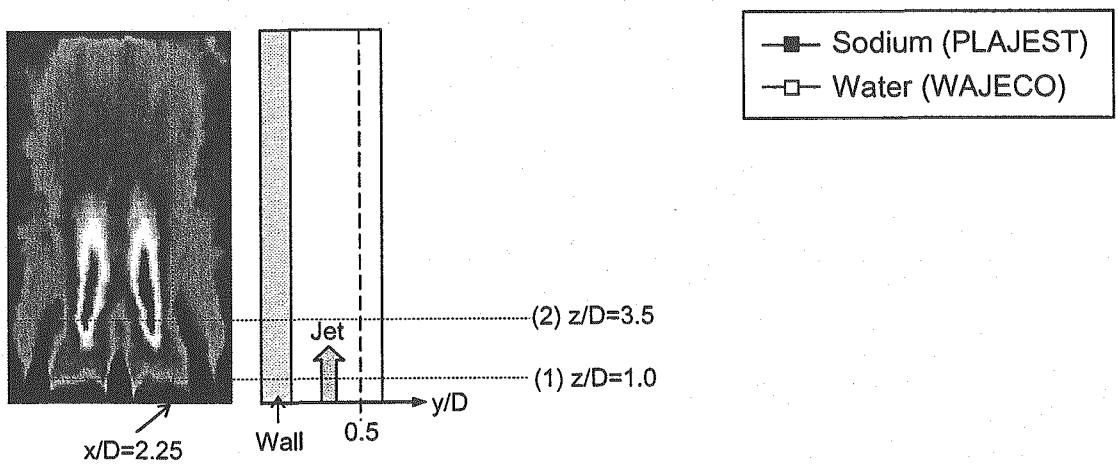 Sodium (PLAJEST)
Water (WAJECO)
(2) z/D=3.5
Jet
(1) z/D=1.0
y/D
x/D=2.25
Wall
0.5